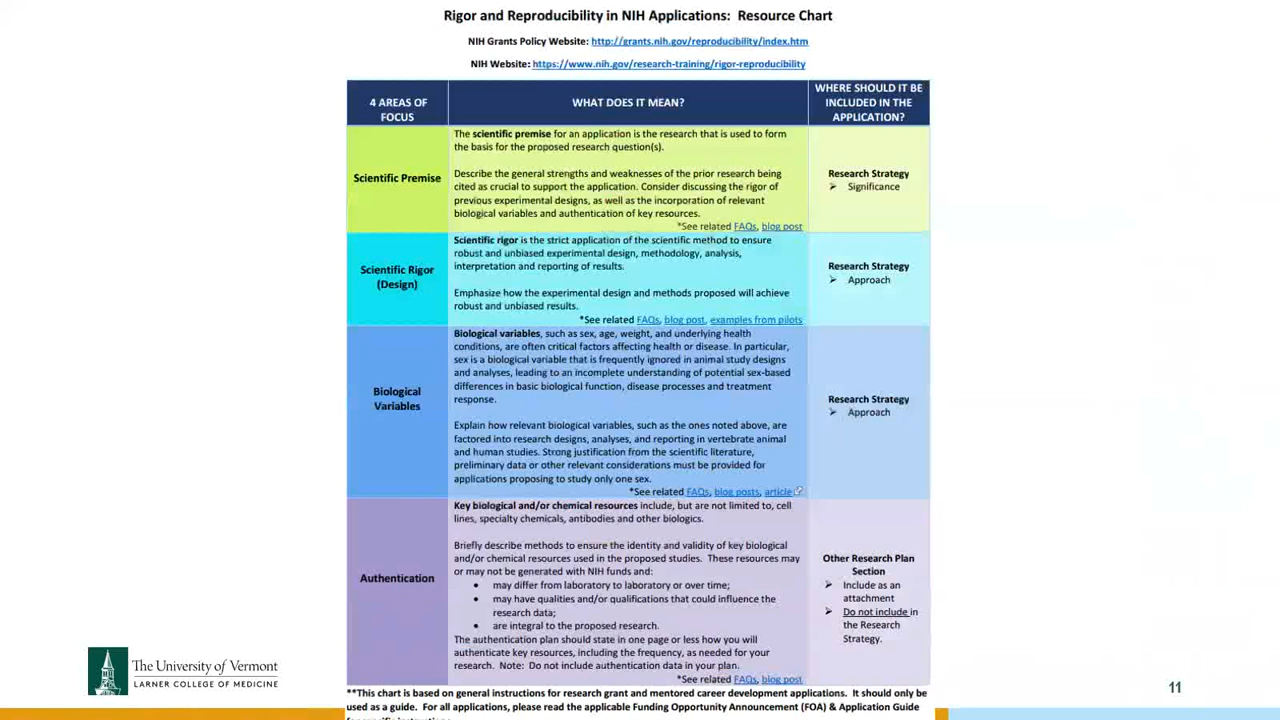 Rigor and Reproducibility in NIH Applications: Resource Chart
NIH Grants Policy Website: http://grants.nih.gov/reproducibility/index.htm
NIH Website: https://www.nih.gov/research-training/rigor-reproducibility
4 AREAS OF
FOCUS
WHAT DOES IT MEAN?
WHERE SHOULD IT BE
INCLUDED IN THE
APPLICATION?
Scientific Premise
The scientific premise for an application is the research that is used to form
the basis for the proposed research question(s).
Describe the general strengths and weaknesses of the prior research being
cited as crucial to support the application. Consider discussing the rigor of
previous experimental designs, as well as the incorporation of relevant
biological variables and authentication of key resources.
*See related FAQs, blog post
Research Strategy
➢ Significance
Scientific Rigor
(Design)
Scientific rigor is the strict application of the scientific method to ensure
robust and unbiased experimental design, methodology, analysis,
interpretation and reporting of results.
Emphasize how the experimental design and methods proposed will achieve
robust and unbiased results.
*See related FAQs, blog post, examples from pilots
Research Strategy
➢ Approach
Biological
Variables
Biological variables, such as sex, age, weight, and underlying health
conditions, are often critical factors affecting health or disease. In particular,
sex is a biological variable that is frequently ignored in animal study designs
and analyses, leading to an incomplete understanding of potential sex-based
differences in basic biological function, disease processes and treatment
response.
Explain how relevant biological variables, such as the ones noted above, are
factored into research designs, analyses, and reporting in vertebrate animal
and human studies. Strong justification from the scientific literature,
preliminary data or other relevant considerations must be provided for
applications proposing to study only one sex.
*See related FAQs, blog posts, article
Research Strategy
➢ Approach
Authentication
Key biological and/or chemical resources include, but are not limited to, cell
lines, specialty chemicals, antibodies and other biologics.
Briefly describe methods to ensure the identity and validity of key biological
and/or chemical resources used in the proposed studies. These resources may
or may not be generated with NIH funds and:
• may differ from laboratory to laboratory or over time;
• may have qualities and/or qualifications that could influence the
research data;
• are integral to the proposed research.
The authentication plan should state in one page or less how you will
authenticate key resources, including the frequency, as needed for your
research. Note: Do not include authentication data in your plan.
*See related FAQs, blog post
Other Research Plan
Section
➢ Include as an
attachment
➢ Do not include in
the Research
Strategy.
**This chart is based on general instructions for research grant and mentored career development applications. It should only be
used as a guide. For all applications, please read the applicable Funding Opportunity Announcement (FOA) & Application Guide
The University of Vermont
LARNER COLLEGE OF MEDICINE
11